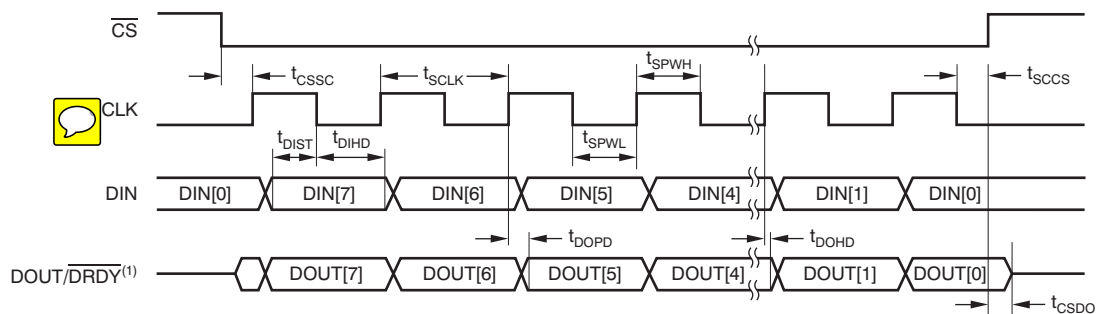 CS
tCSSC
tSCLK
tSPWH
tSCCS
CLK
tDIST
tDIHD
tSPWL
DIN
DIN[0]
DIN[7]
DIN[6]
DIN[5]
DIN[4]
DIN[1]
DIN[0]
tDOPD
tDOHD
DOUT/DRDY(1)
DOUT[7]
DOUT[6]
DOUT[5]
DOUT[4]
DOUT[1]
DOUT[0]
tCSDO